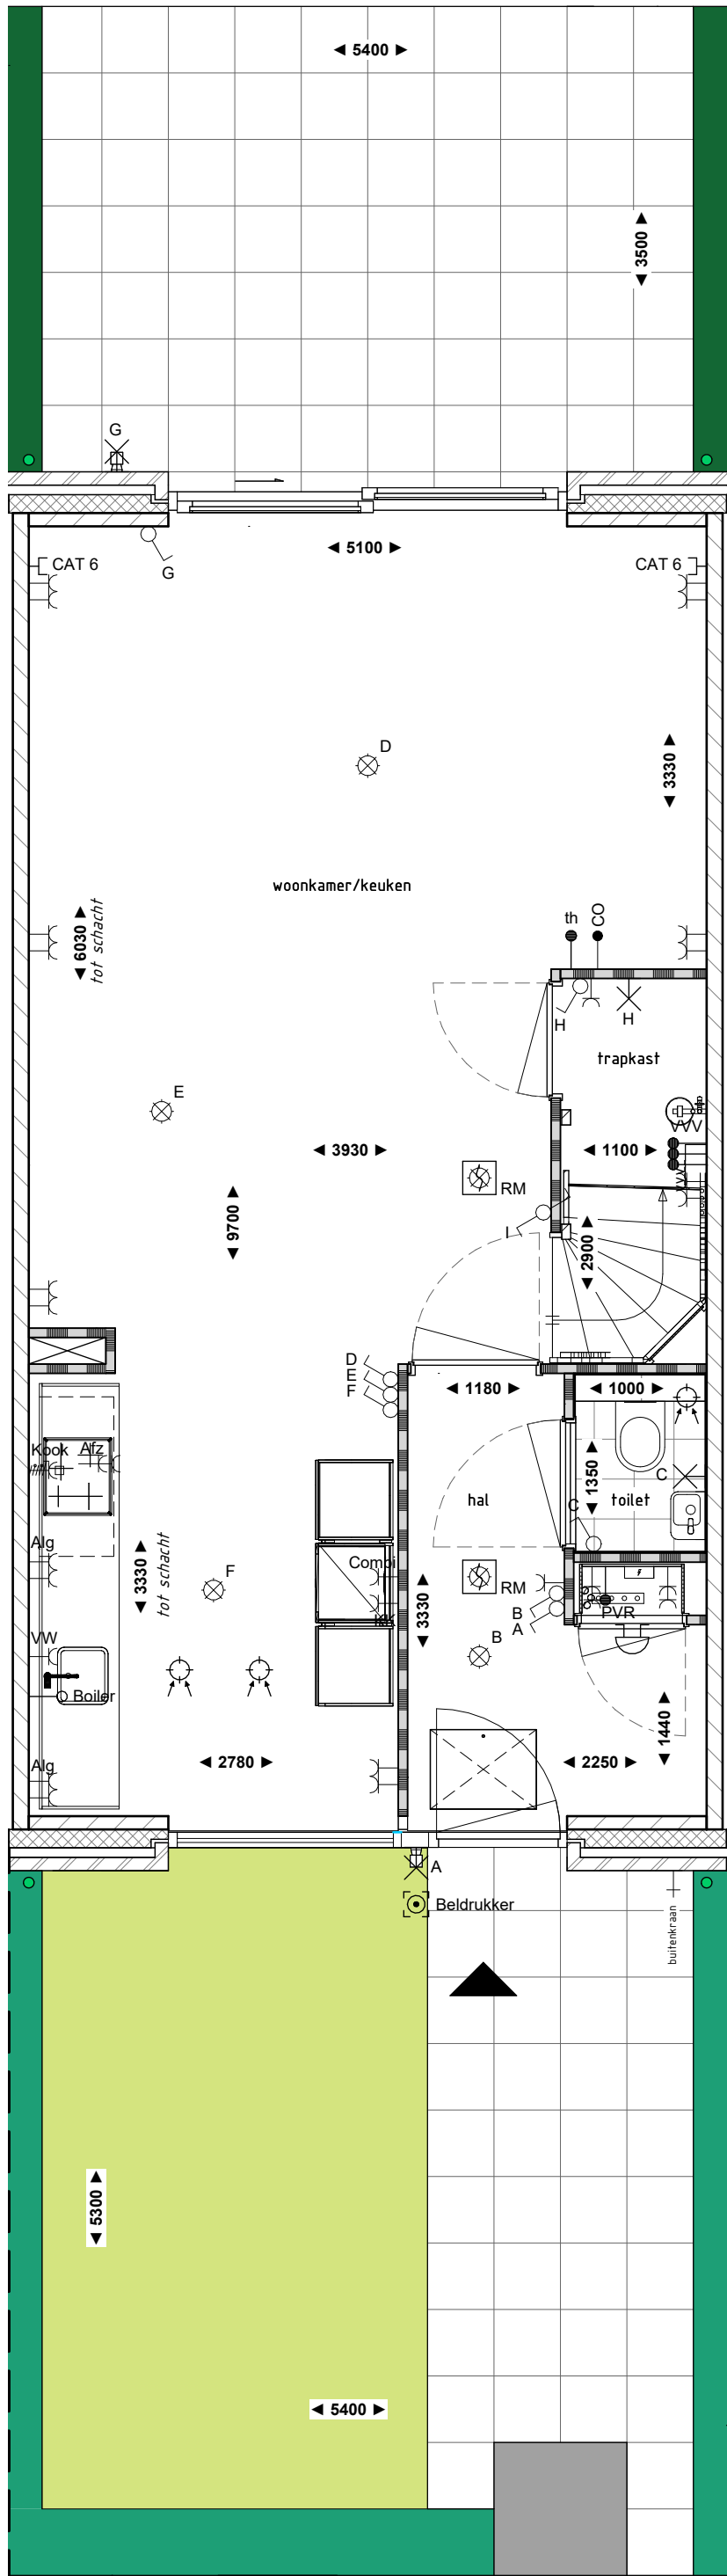 5400
3500
G
5100
CAT 6
CAT 6
G
D
3330
woonkamer/keuken
6030
tot schacht
th
CO
H
H
trapkast
E
VVV
3930
1100
RM
9700
I
2900
D
E
F
1180
1000
Kook
Afz
C
1350
C
hal
toilet
Alg
3330
tot schacht
F
Combi
KK
3330
RM
B
A
PVR
B
VW
Boiler
1440
Alg
2780
2250
A
Beldrukker
buitenkraan
5300
5400